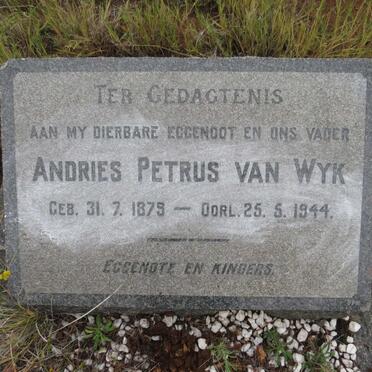 TER GEDAGTENIS
AAN MY DIERBARE EGGENOOT EN ONS VADER
ANDRIES PETRUS VAN WYK
GEB. 31. 7. 1879 — OORL. 25. 5. 1944.
EGGENOTE EN KINDERS.